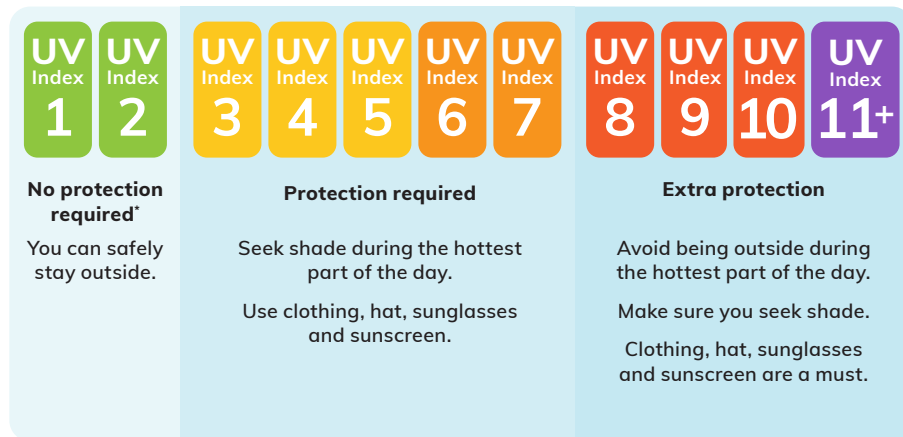 UV
Index
1
UV
Index
2
UV
Index
3
UV
Index
4
UV
Index
5
UV
Index
6
UV
Index
7
UV
Index
8
UV
Index
9
UV
Index
10
UV
Index
11+
No protection
required*
You can safely
stay outside.
Protection required
Seek shade during the hottest
part of the day.
Use clothing, hat, sunglasses
and sunscreen.
Extra protection
Avoid being outside during
the hottest part of the day.
Make sure you seek shade.
Clothing, hat, sunglasses
and sunscreen are a must.